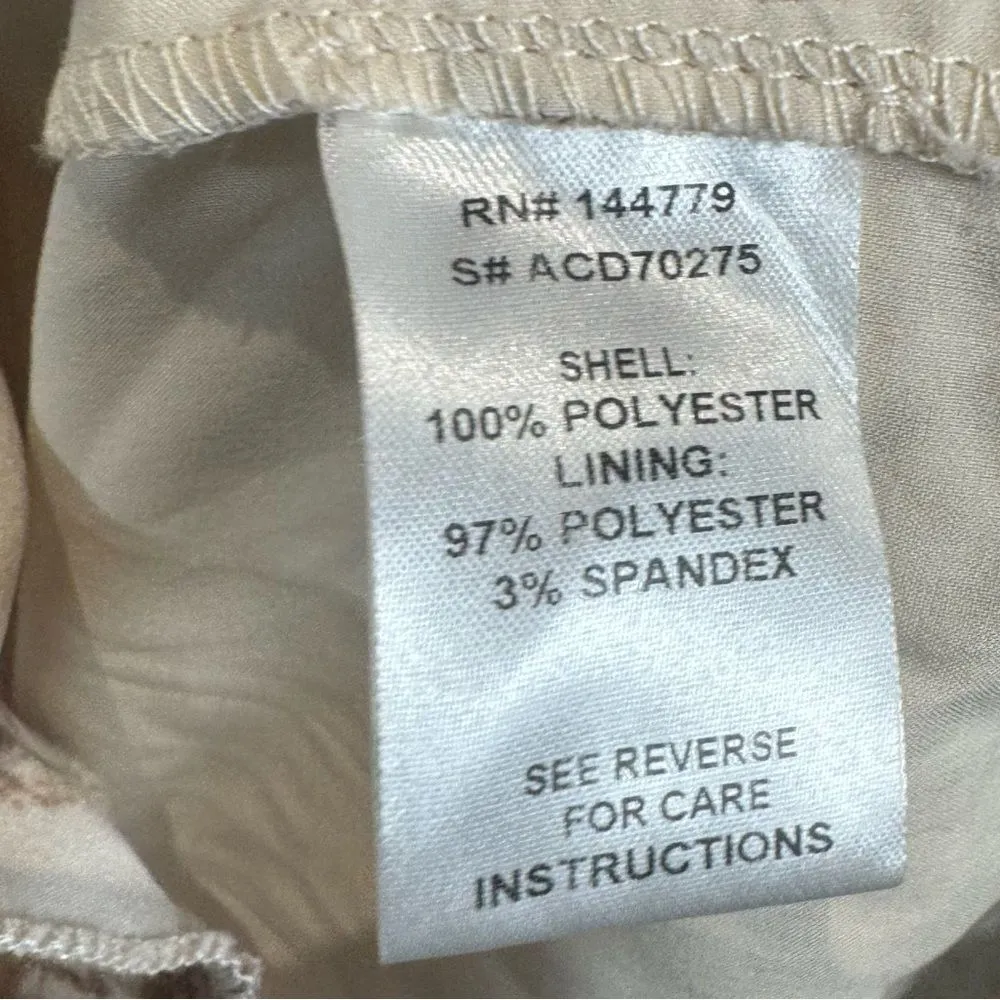 RN# 144779
S# ACD70275
SHELL:
100% POLYESTER
LINING:
97% POLYESTER
3% SPANDEX
SEE REVERSE
FOR CARE
INSTRUCTIONS